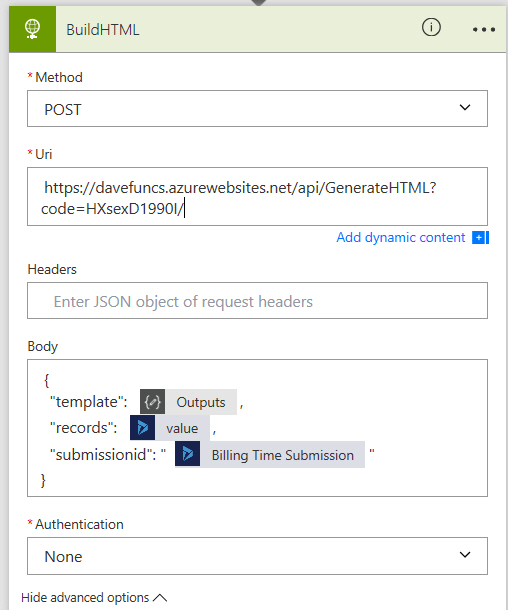 BuildHTML
* Method
POST
* Uri
https://davefuncs.azurewebsites.net/api/GenerateHTML?
code=HXsexD1990I/
Add dynamic content
Headers
Enter JSON object of request headers
Body
{
"template": Outputs ,
"records": value ,
"submissionid": " Billing Time Submission "
}
* Authentication
None
Hide advanced options